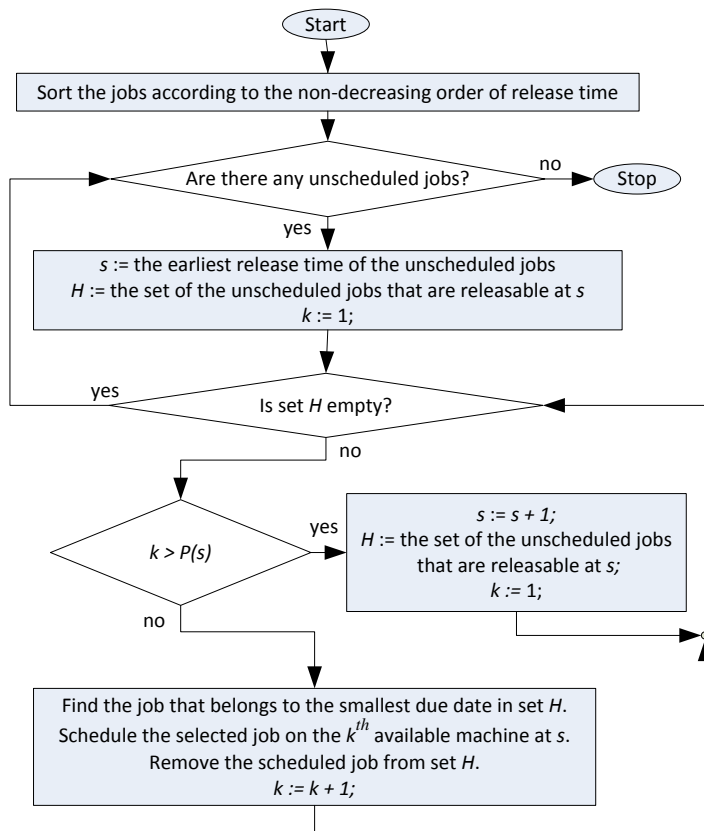 Start
Sort the jobs according to the non-decreasing order of release time
Are there any unscheduled jobs?
no
Stop
yes
s := the earliest release time of the unscheduled jobs
H := the set of the unscheduled jobs that are releasable at s
k := 1;
yes
Is set H empty?
no
k > P(s)
yes
s := s + 1;
H := the set of the unscheduled jobs
that are releasable at s;
k := 1;
no
Find the job that belongs to the smallest due date in set H.
Schedule the selected job on the kth available machine at s.
Remove the scheduled job from set H.
k := k + 1;